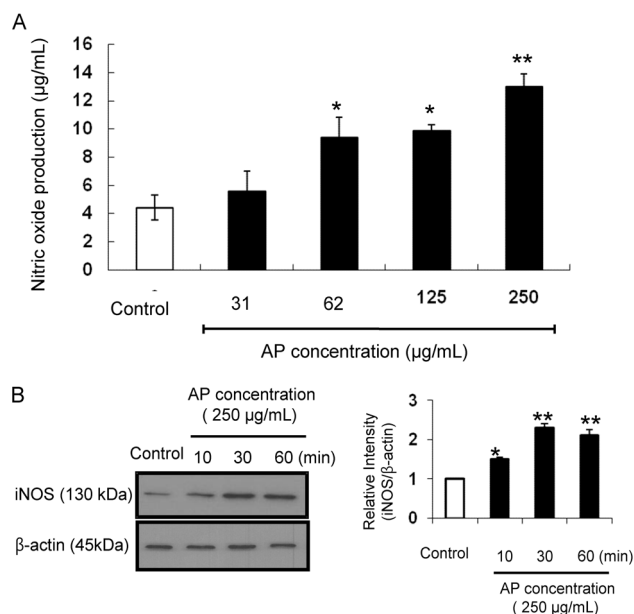 A
16
14
12
10
8
6
4
2
0
Nitric oxide production (µg/mL)
*
*
**
-
Control
31
62
125
250
AP concentration (µg/mL)
B
AP concentration
( 250 µg/mL)
Control
10
30
60 (min)
iNOS (130 kDa)
β-actin (45kDa)
3
2
1
0
Relative Intensity
(iNOS/β-actin)
*
**
**
Control
10
30
60 (min)
AP concentration
( 250 µg/mL)